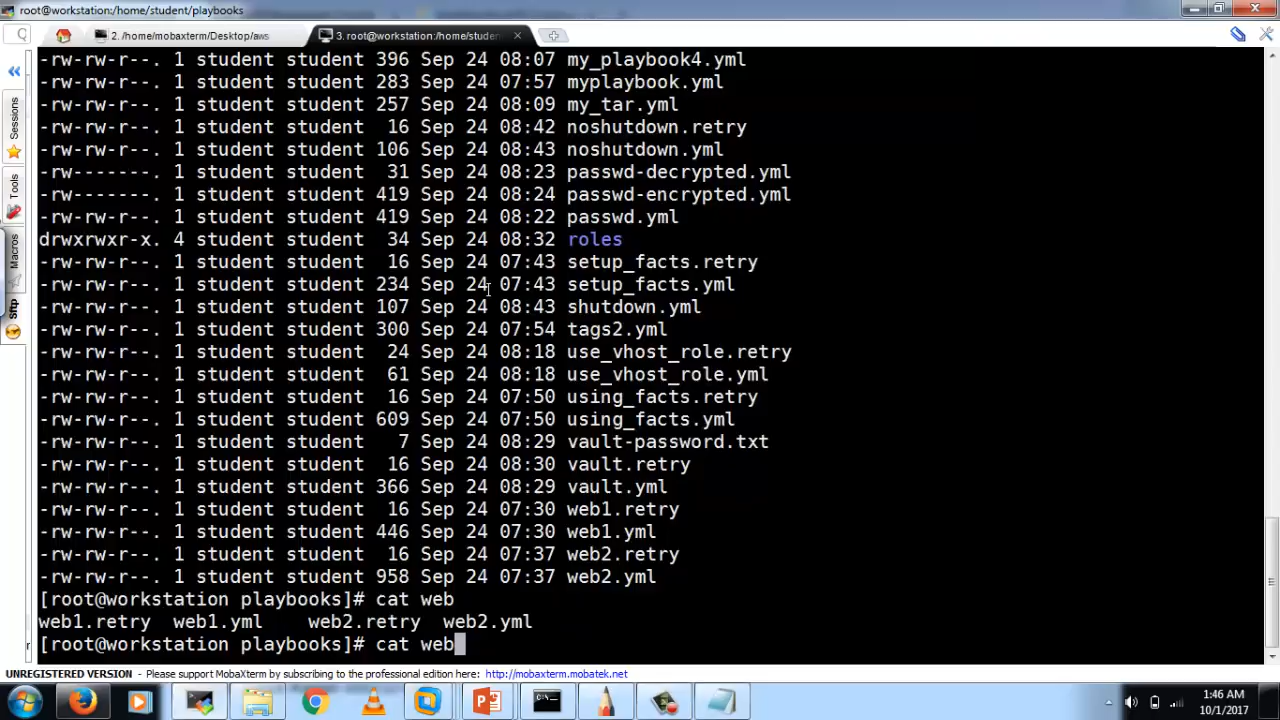 root@workstation:/home/student/playbooks
2. /home/mobaxterm/Desktop/aws
3. root@workstation:/home/studen
Sessions
Tools
Macros
Sftp
-rw-rw-r--. 1 student student 396 Sep 24 08:07 my_playbook4.yml
-rw-rw-r--. 1 student student 283 Sep 24 07:57 myplaybook.yml
-rw-rw-r--. 1 student student 257 Sep 24 08:09 my_tar.yml
-rw-rw-r--. 1 student student 16 Sep 24 08:42 noshutdown.retry
-rw-rw-r--. 1 student student 106 Sep 24 08:43 noshutdown.yml
-rw-------. 1 student student 31 Sep 24 08:23 passwd-decrypted.yml
-rw-------. 1 student student 419 Sep 24 08:24 passwd-encrypted.yml
-rw-rw-r--. 1 student student 419 Sep 24 08:22 passwd.yml
drwxrwxr-x. 4 student student 34 Sep 24 08:32 roles
-rw-rw-r--. 1 student student 16 Sep 24 07:43 setup_facts.retry
-rw-rw-r--. 1 student student 234 Sep 24 07:43 setup_facts.yml
-rw-rw-r--. 1 student student 107 Sep 24 08:43 shutdown.yml
-rw-rw-r--. 1 student student 300 Sep 24 07:54 tags2.yml
-rw-rw-r--. 1 student student 24 Sep 24 08:18 use_vhost_role.retry
-rw-rw-r--. 1 student student 61 Sep 24 08:18 use_vhost_role.yml
-rw-rw-r--. 1 student student 16 Sep 24 07:50 using_facts.retry
-rw-rw-r--. 1 student student 609 Sep 24 07:50 using_facts.yml
-rw-rw-r--. 1 student student 7 Sep 24 08:29 vault-password.txt
-rw-rw-r--. 1 student student 16 Sep 24 08:30 vault.retry
-rw-rw-r--. 1 student student 366 Sep 24 08:29 vault.yml
-rw-rw-r--. 1 student student 16 Sep 24 07:30 web1.retry
-rw-rw-r--. 1 student student 446 Sep 24 07:30 web1.yml
-rw-rw-r--. 1 student student 16 Sep 24 07:37 web2.retry
-rw-rw-r--. 1 student student 958 Sep 24 07:37 web2.yml
[root@workstation playbooks]# cat web
web1.retry web1.yml web2.retry web2.yml
[root@workstation playbooks]# cat web
UNREGISTERED VERSION - Please support MobaXterm by subscribing to the professional edition here: http://mobaxterm.mobatek.net
1:46 AM
10/1/2017